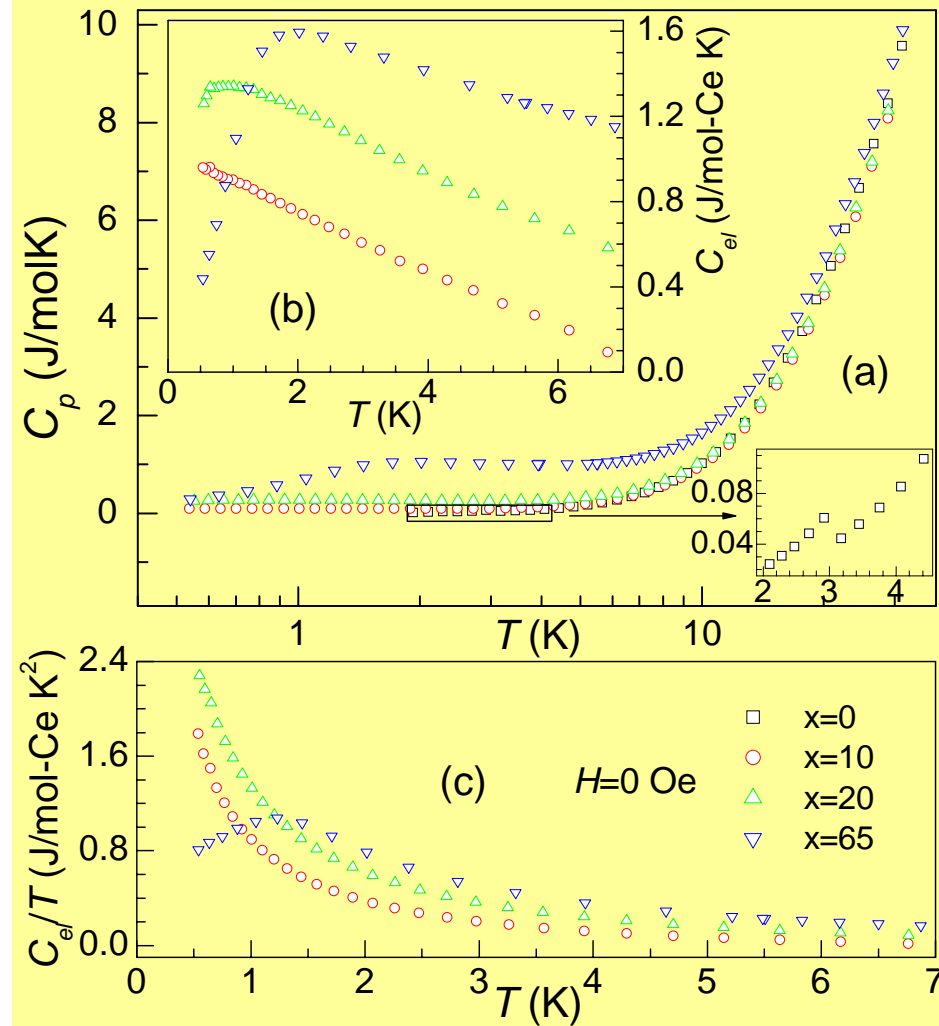 10
8
6
4
2
0
C_p (J/molK)
1
10
T (K)
(a)
(b)
0
2
4
6
T (K)
1.6
1.2
0.8
0.4
0.0
C_el (J/mol-Ce K)
0.08
0.04
2
3
4
2.4
1.6
0.8
0.0
C_el/T (J/mol-Ce K²)
(c)
H=0 Oe
x=0
x=10
x=20
x=65
0
1
2
3
4
5
6
7
T (K)